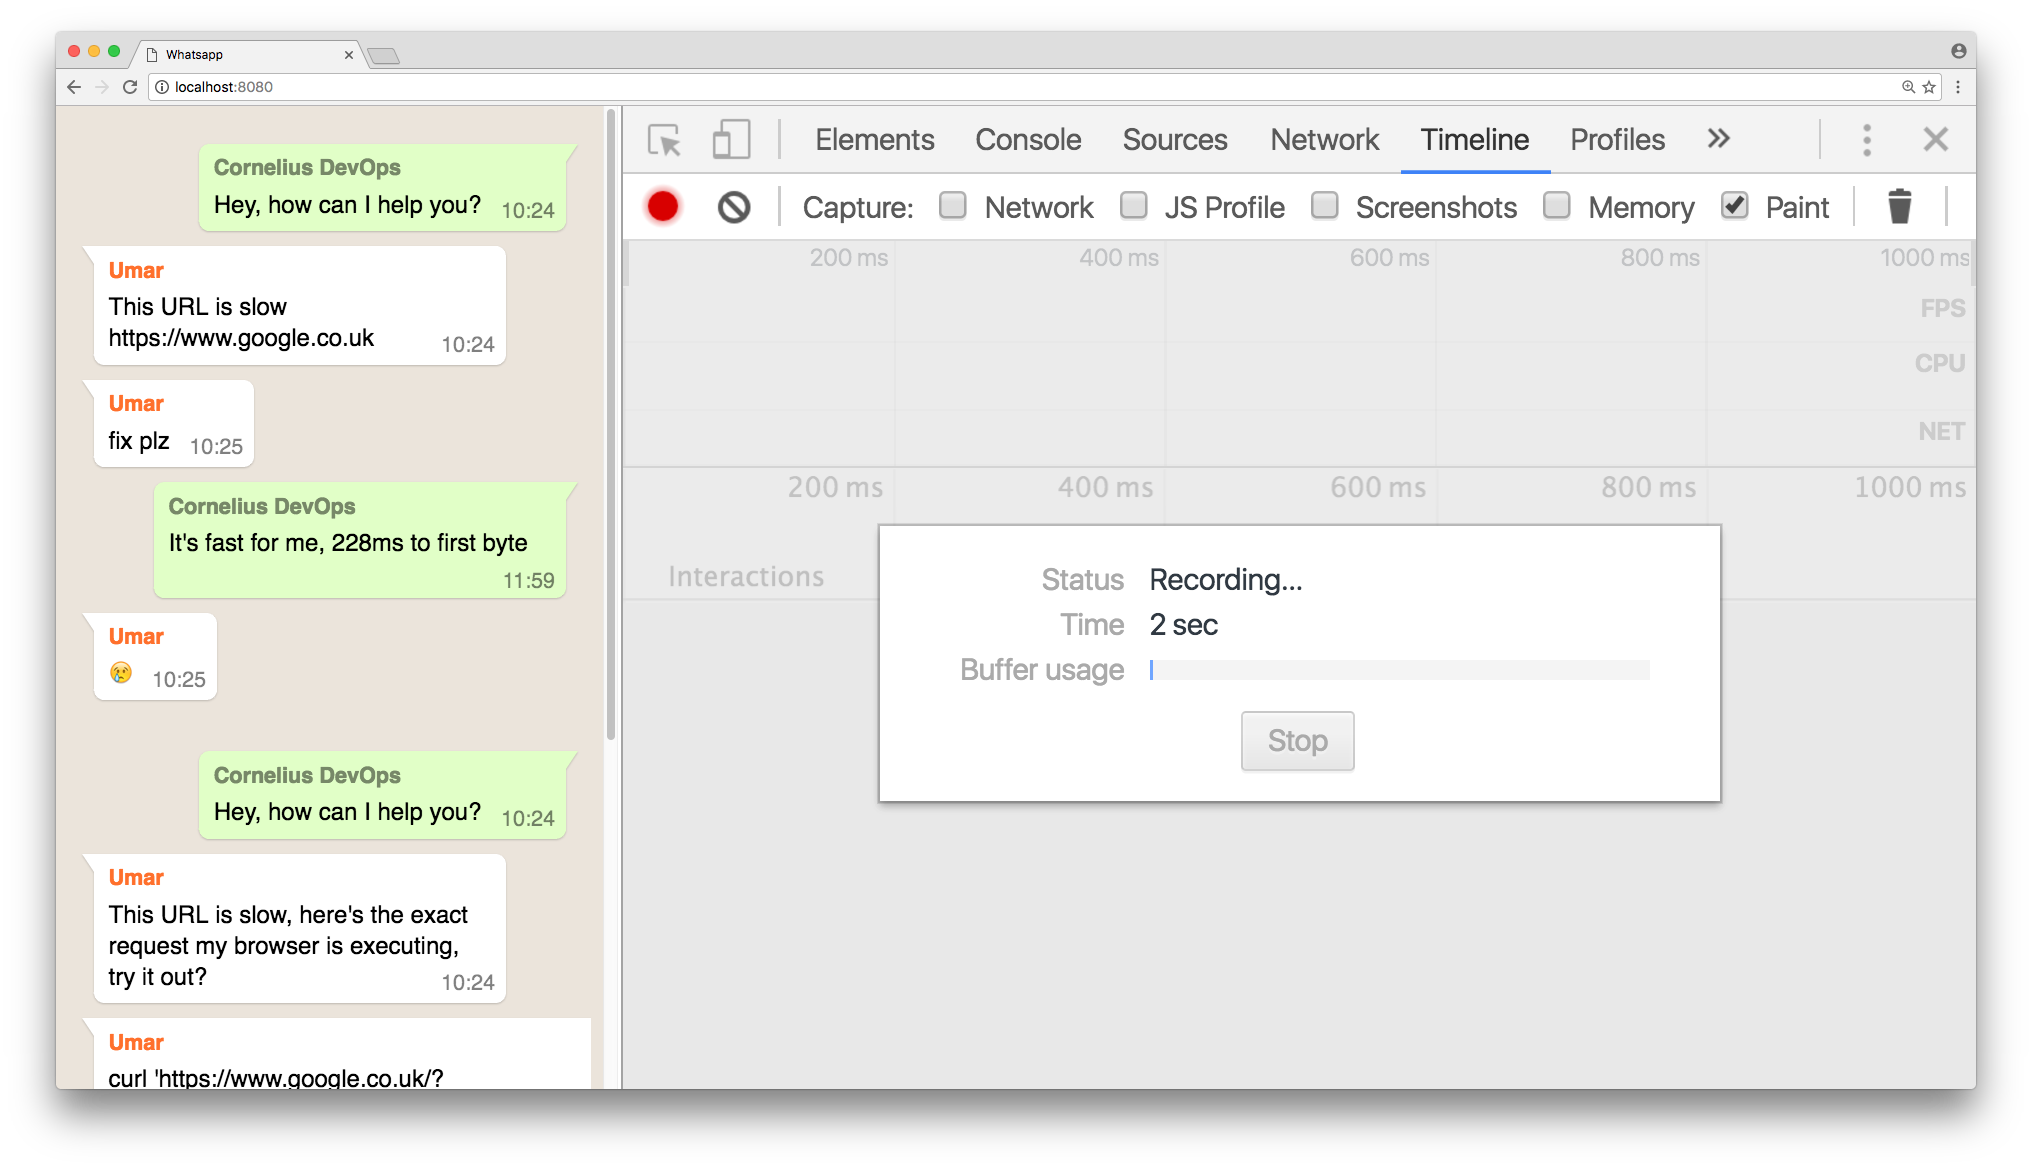 Whatsapp
localhost:8080
Cornelius DevOps
Hey, how can I help you? 10:24
Umar
This URL is slow
https://www.google.co.uk 10:24
Umar
fix plz 10:25
Cornelius DevOps
It's fast for me, 228ms to first byte
11:59
Umar
😢 10:25
Cornelius DevOps
Hey, how can I help you? 10:24
Umar
This URL is slow, here's the exact
request my browser is executing,
try it out? 10:24
Umar
curl 'https://www.google.co.uk/?
Elements Console Sources Network Timeline Profiles
Capture: Network JS Profile Screenshots Memory Paint
200 ms 400 ms 600 ms 800 ms 1000 ms
FPS
CPU
NET
200 ms 400 ms 600 ms 800 ms 1000 ms
Interactions
Status Recording...
Time 2 sec
Buffer usage
Stop